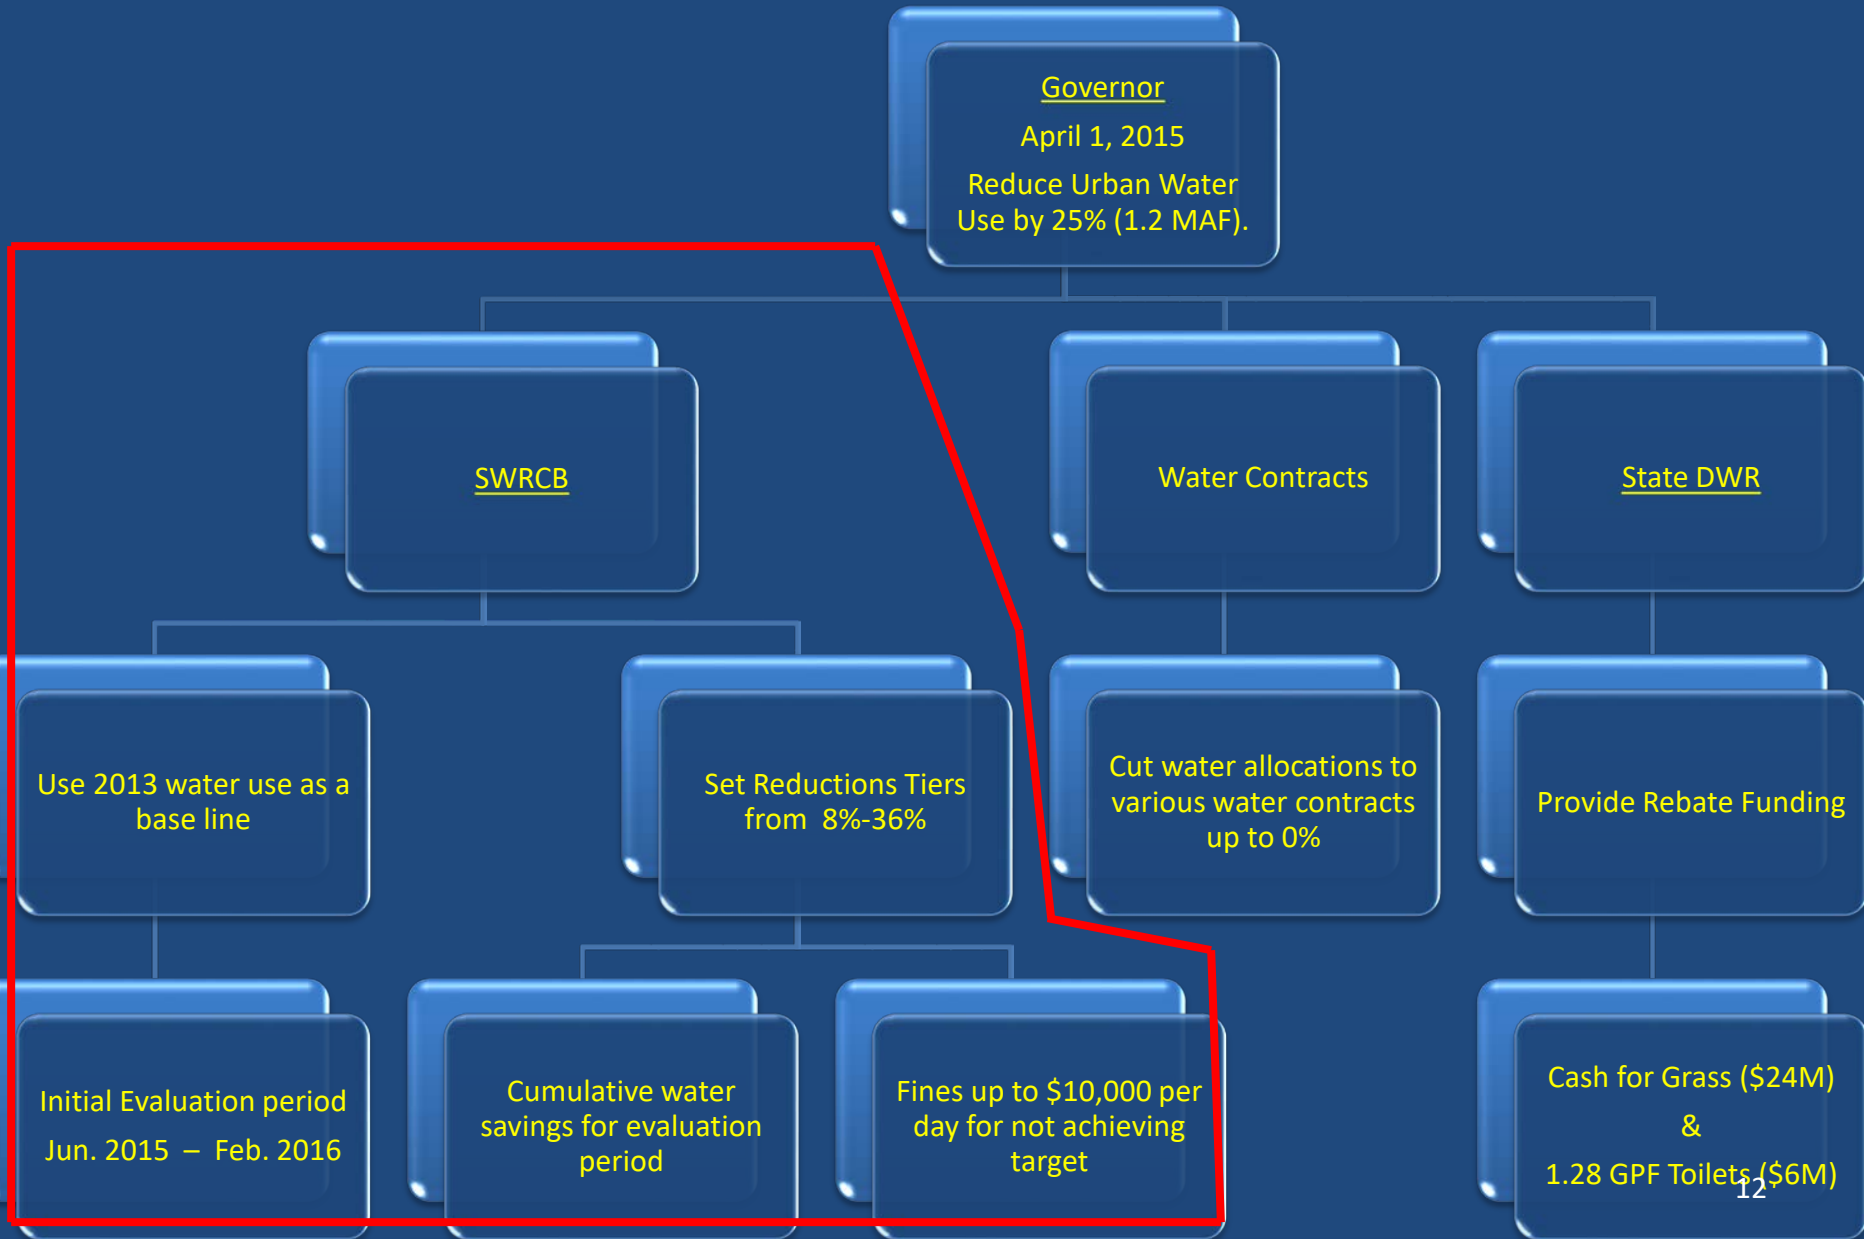 Governor
April 1, 2015
Reduce Urban Water
Use by 25% (1.2 MAF).
SWRCB
Water Contracts
State DWR
Use 2013 water use as a
base line
Set Reductions Tiers
from 8%-36%
Cut water allocations to
various water contracts
up to 0%
Provide Rebate Funding
Initial Evaluation period
Jun. 2015 – Feb. 2016
Cumulative water
savings for evaluation
period
Fines up to $10,000 per
day for not achieving
target
Cash for Grass ($24M)
&
1.28 GPF Toilets ($6M)
12